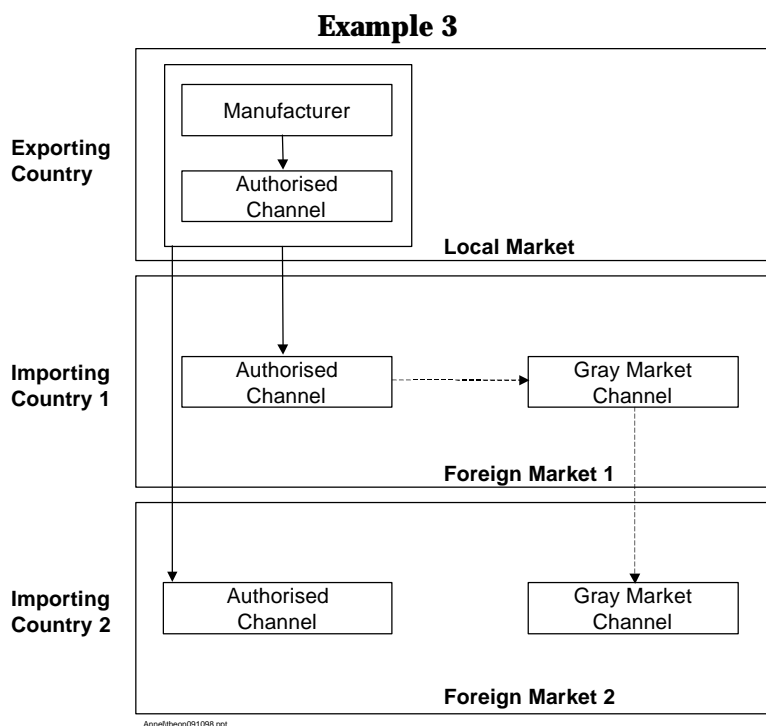 Example 3
Exporting
Country
Manufacturer
Authorised
Channel
Local Market
Importing
Country 1
Authorised
Channel
Gray Market
Channel
Foreign Market 1
Importing
Country 2
Authorised
Channel
Gray Market
Channel
Foreign Market 2